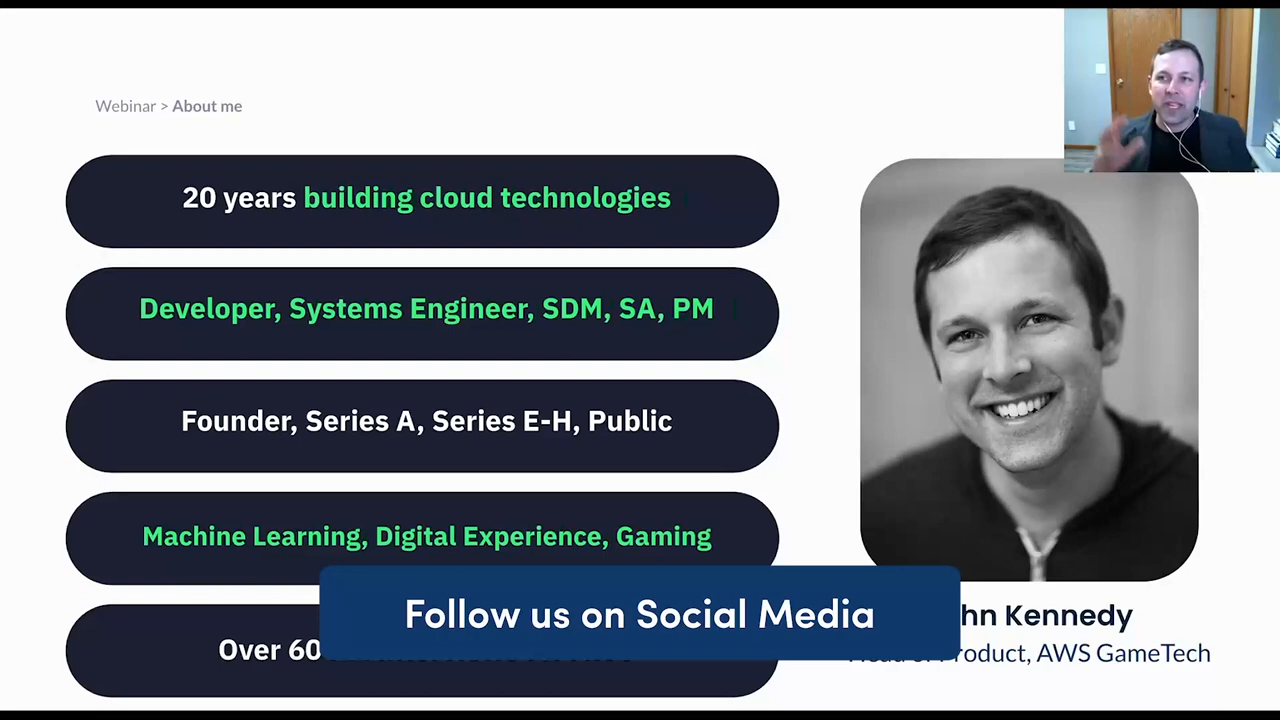 Webinar > About me
20 years building cloud technologies
Developer, Systems Engineer, SDM, SA, PM
Founder, Series A, Series E-H, Public
Machine Learning, Digital Experience, Gaming
Over 60
Follow us on Social Media
hn Kennedy
Product, AWS GameTech